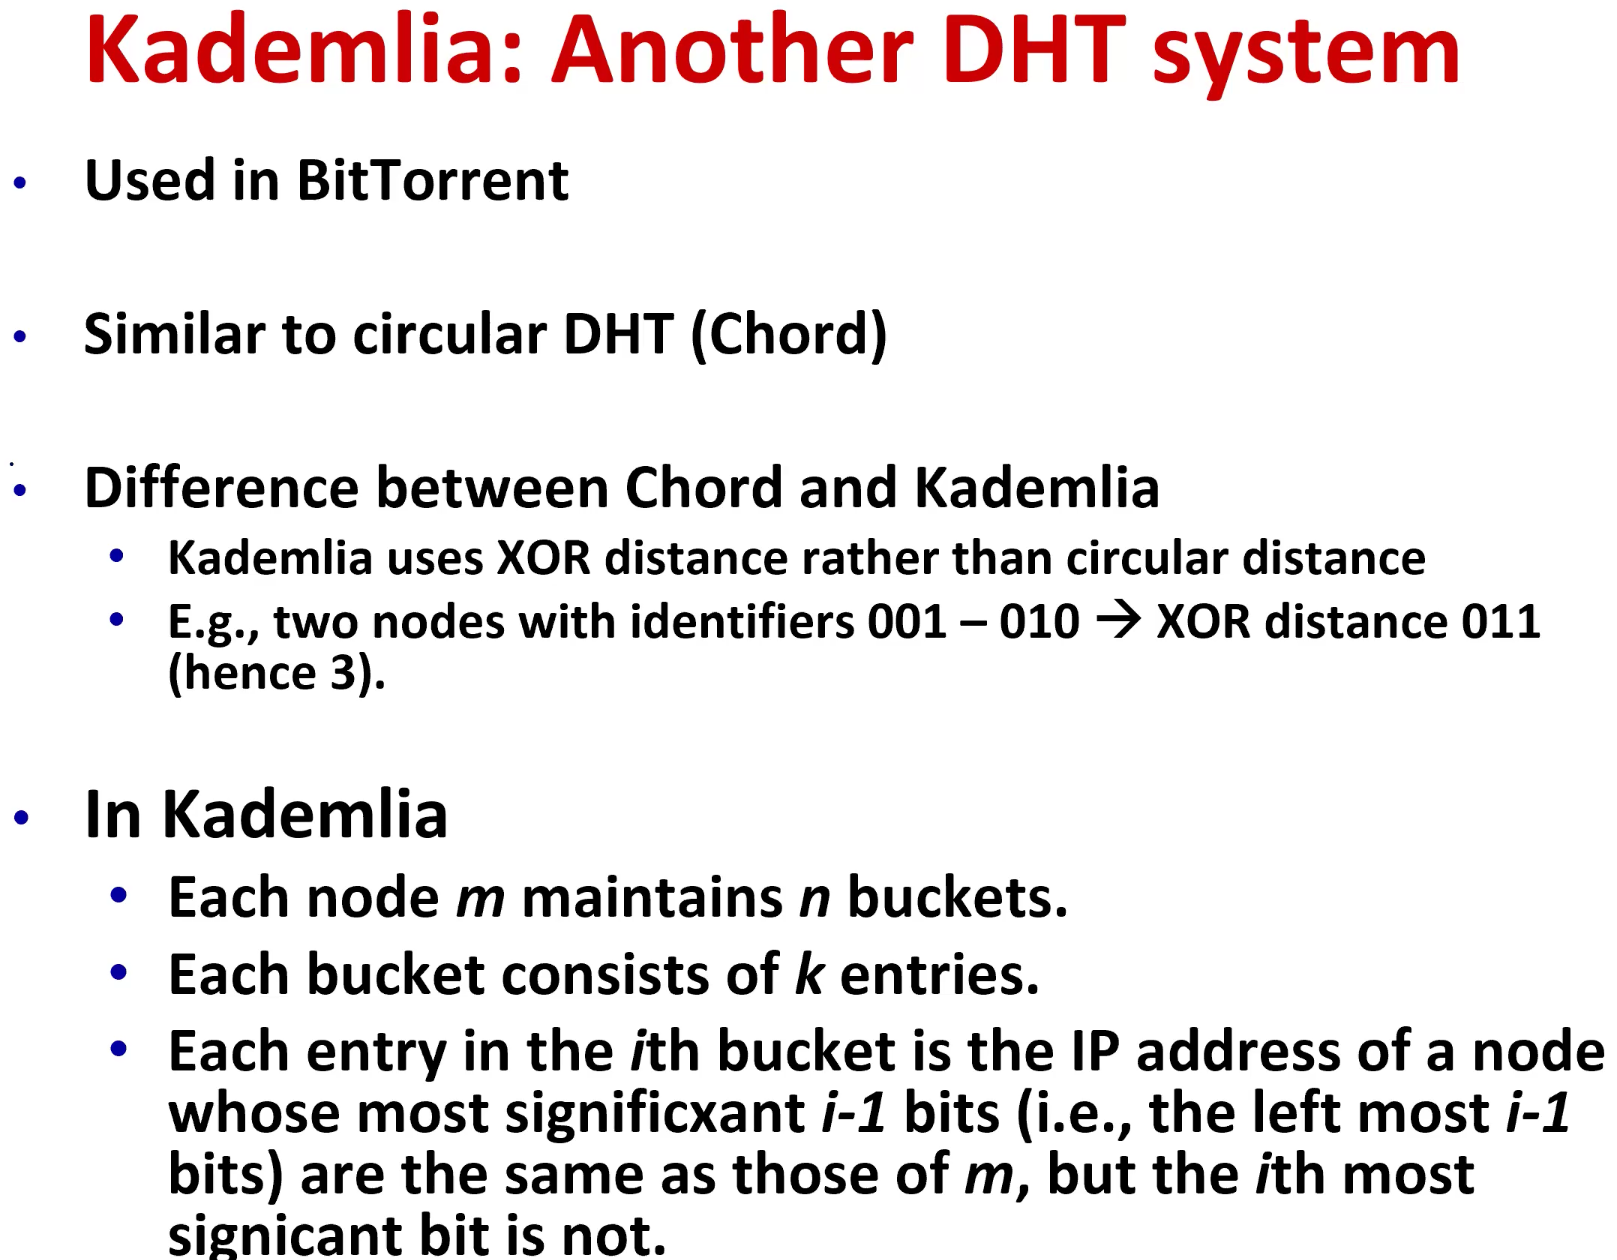 Kademlia: Another DHT system
• Used in BitTorrent
• Similar to circular DHT (Chord)
• Difference between Chord and Kademlia
• Kademlia uses XOR distance rather than circular distance
• E.g., two nodes with identifiers 001 – 010 → XOR distance 011
(hence 3).
• In Kademlia
• Each node m maintains n buckets.
• Each bucket consists of k entries.
• Each entry in the ith bucket is the IP address of a node
whose most significxant i-1 bits (i.e., the left most i-1
bits) are the same as those of m, but the ith most
signicant bit is not.